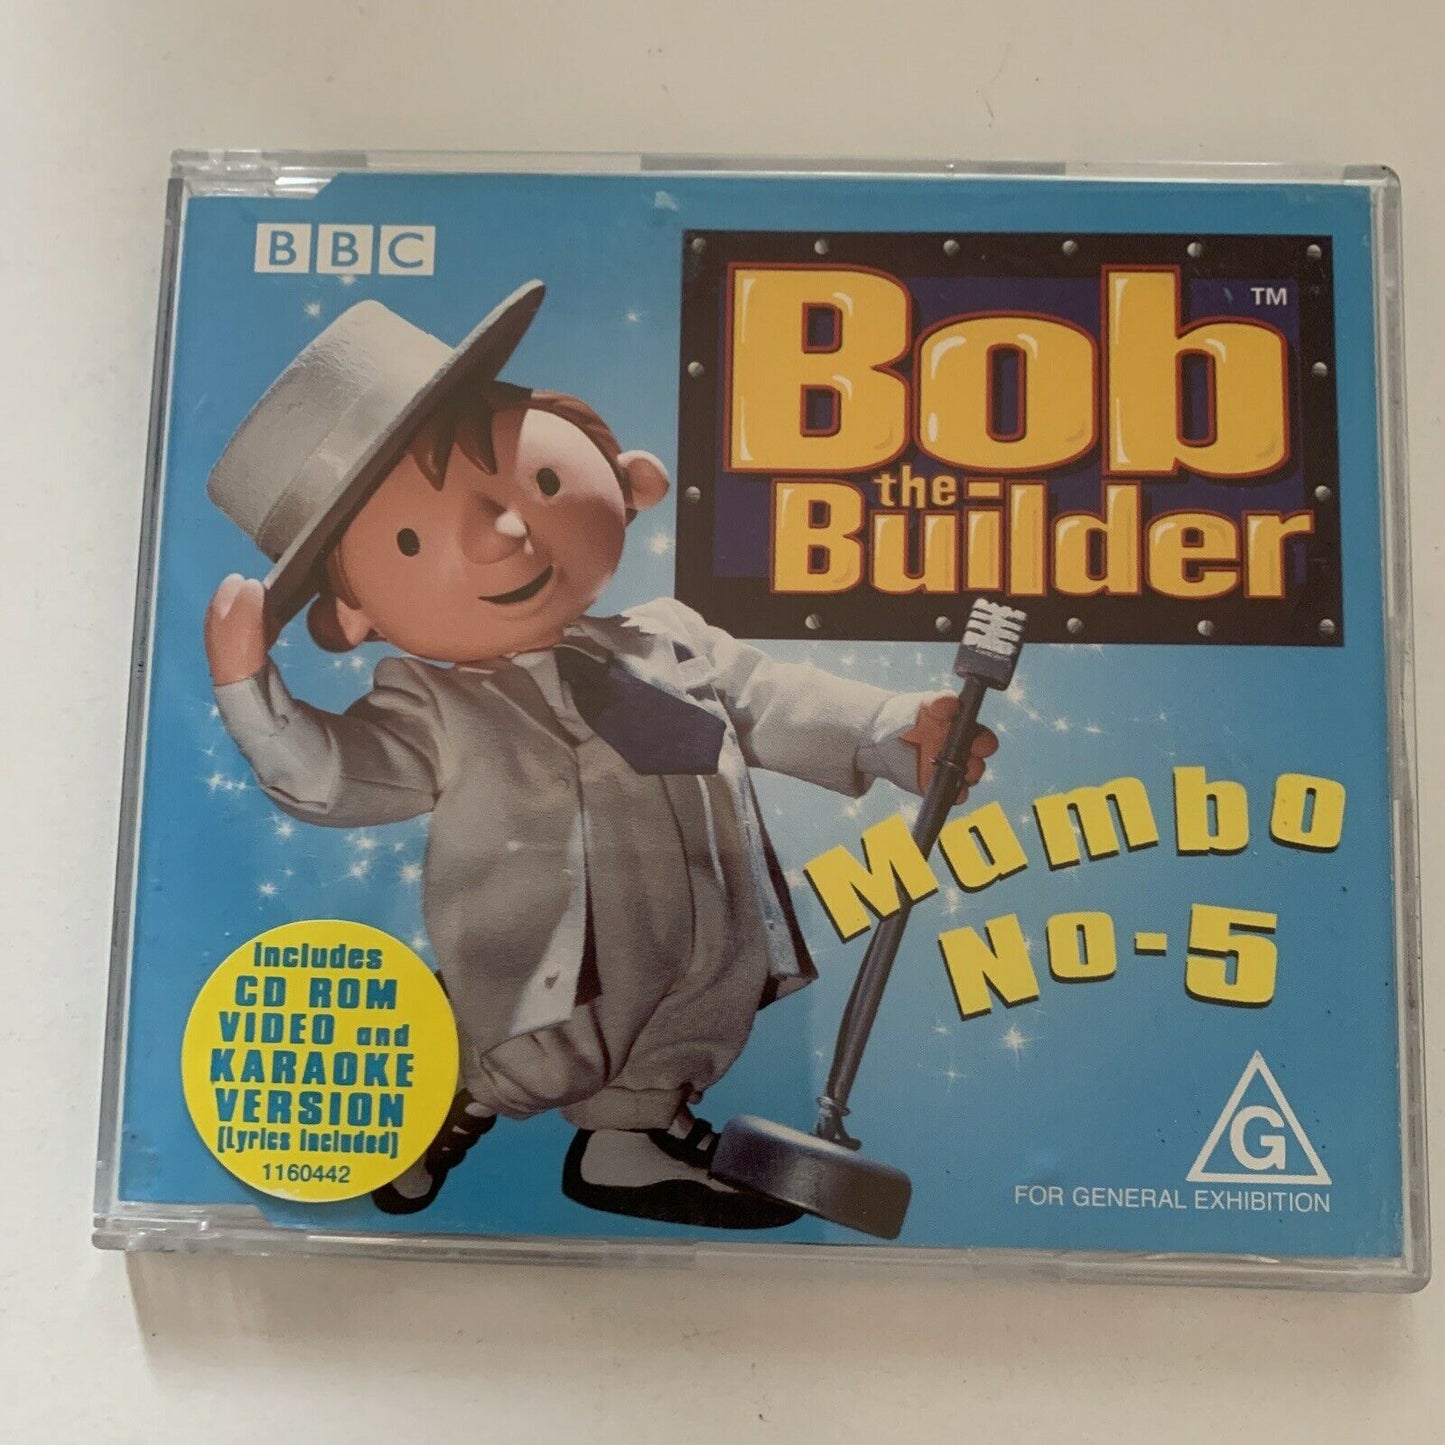 BBC
Bob TM
the
Builder
Mambo
No-5
Includes
CD ROM
VIDEO and
KARAOKE
VERSION
(Lyrics included)
1160442
G
FOR GENERAL EXHIBITION